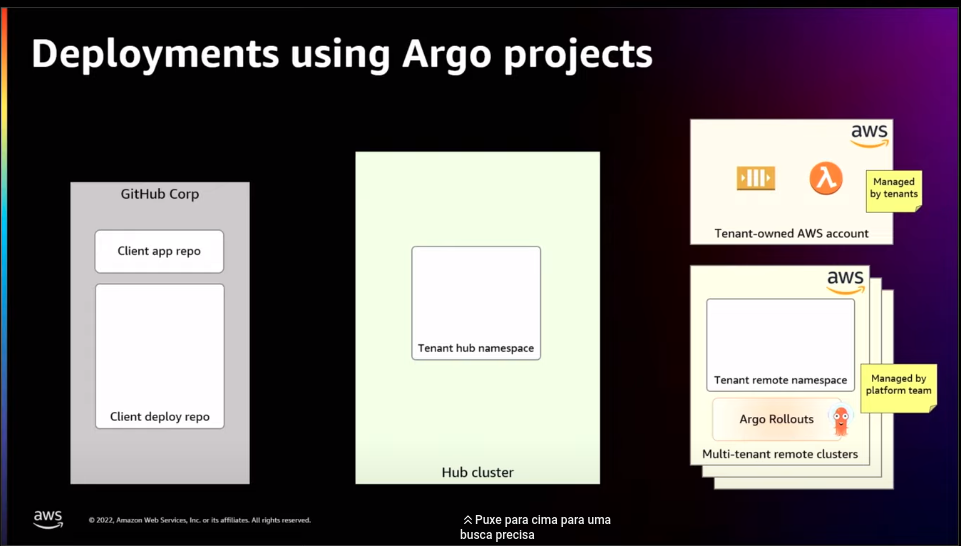 Deployments using Argo projects
GitHub Corp
Client app repo
Client deploy repo
Tenant hub namespace
Hub cluster
aws
Managed
by tenants
Tenant-owned AWS account
aws
Tenant remote namespace
Managed by
platform team
Argo Rollouts
Multi-tenant remote clusters
aws
© 2022, Amazon Web Services, Inc. or its affiliates. All rights reserved.
Puxe para cima para uma
busca precisa